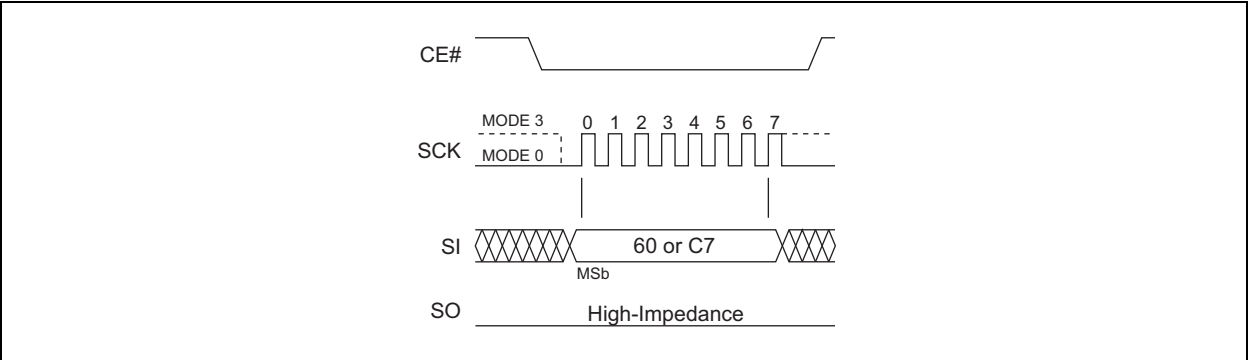 CE#
MODE 3
0 1 2 3 4 5 6 7
SCK
MODE 0
SI
60 or C7
MSb
SO
High-Impedance